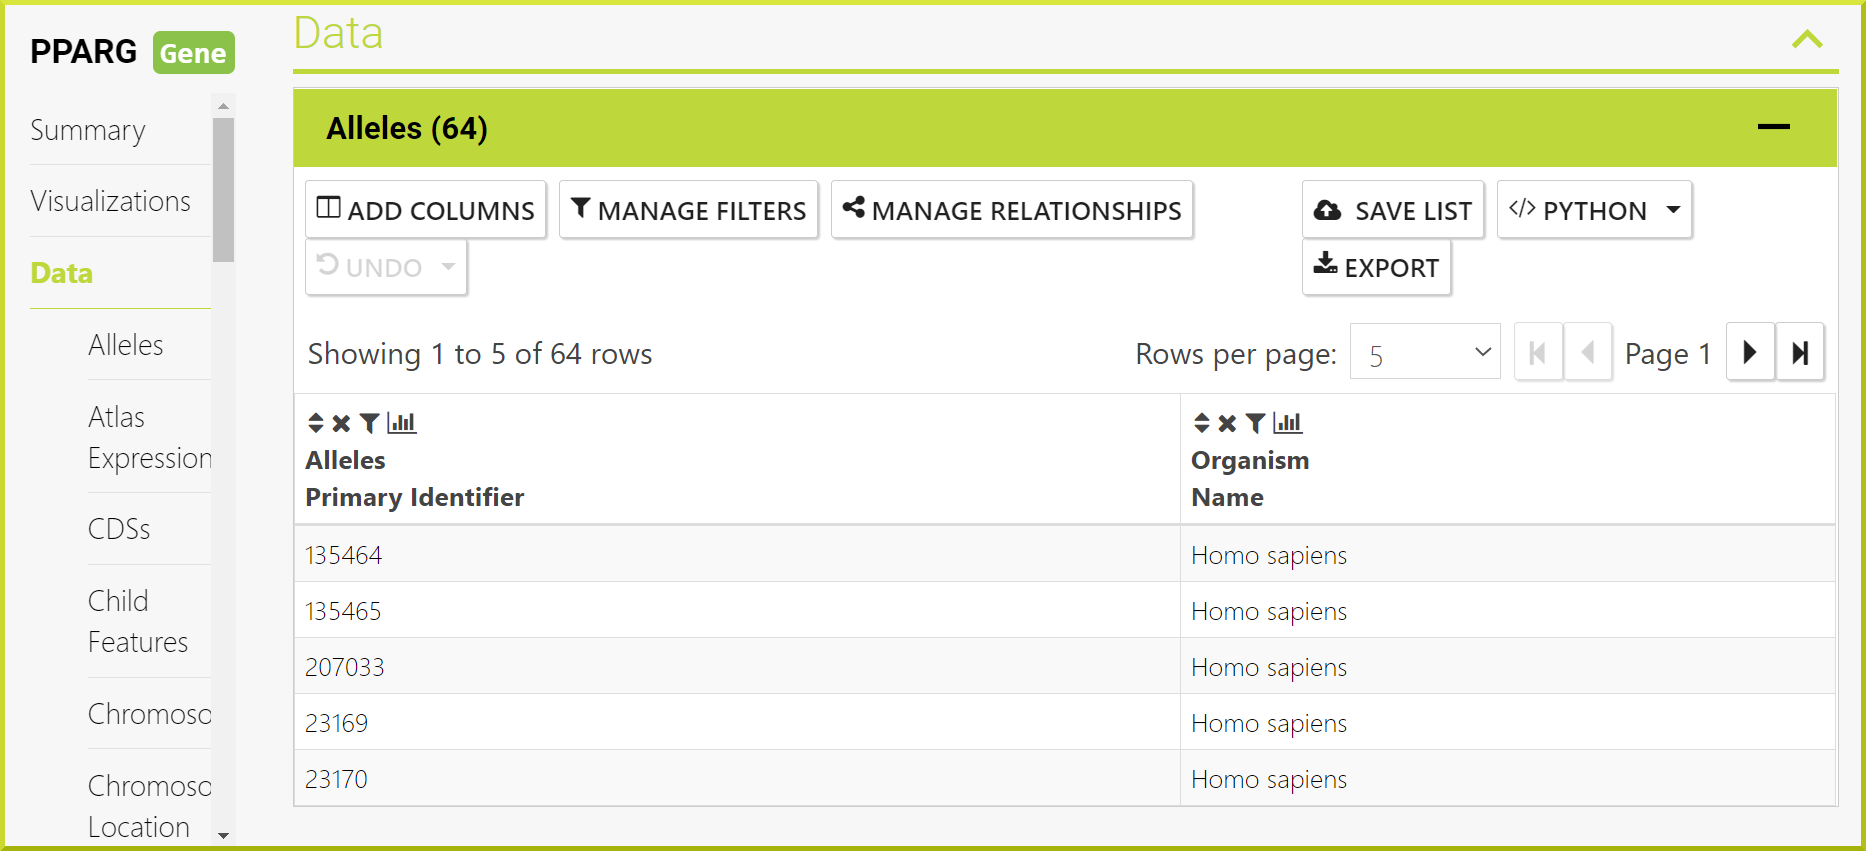 PPARG Gene
Summary
Visualizations
Data
Alleles
Atlas
Expression
CDSs
Child
Features
Chromoso
Chromoso
Location
Data
Alleles (64)
ADD COLUMNS MANAGE FILTERS MANAGE RELATIONSHIPS SAVE LIST </> PYTHON
UNDO EXPORT
Showing 1 to 5 of 64 rows Rows per page: 5 Page 1
Alleles Organism
Primary Identifier Name
135464 Homo sapiens
135465 Homo sapiens
207033 Homo sapiens
23169 Homo sapiens
23170 Homo sapiens